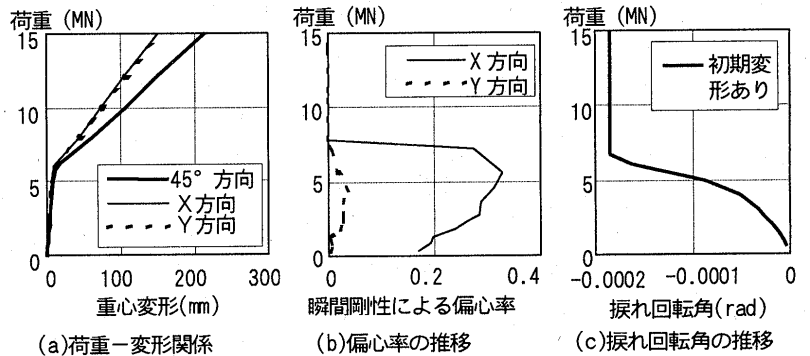 荷重 (MN)
15
10
5
0
45° 方向
X 方向
Y 方向
0
100
200
300
重心変形(mm)
(a)荷重－変形関係
荷重 (MN)
15
10
5
0
X 方向
Y 方向
0
0.2
0.4
瞬間剛性による偏心率
(b)偏心率の推移
荷重 (MN)
15
10
5
0
初期変
形あり
-0.0002
-0.0001
0
捩れ回転角(rad)
(c)捩れ回転角の推移